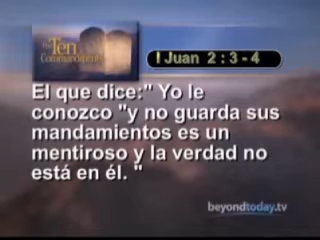 The
Ten
Commandments
I Juan 2 : 3 - 4
El que dice:" Yo le
conozco "y no guarda sus
mandamientos es un
mentiroso y la verdad no
está en él. "
beyondtoday.tv